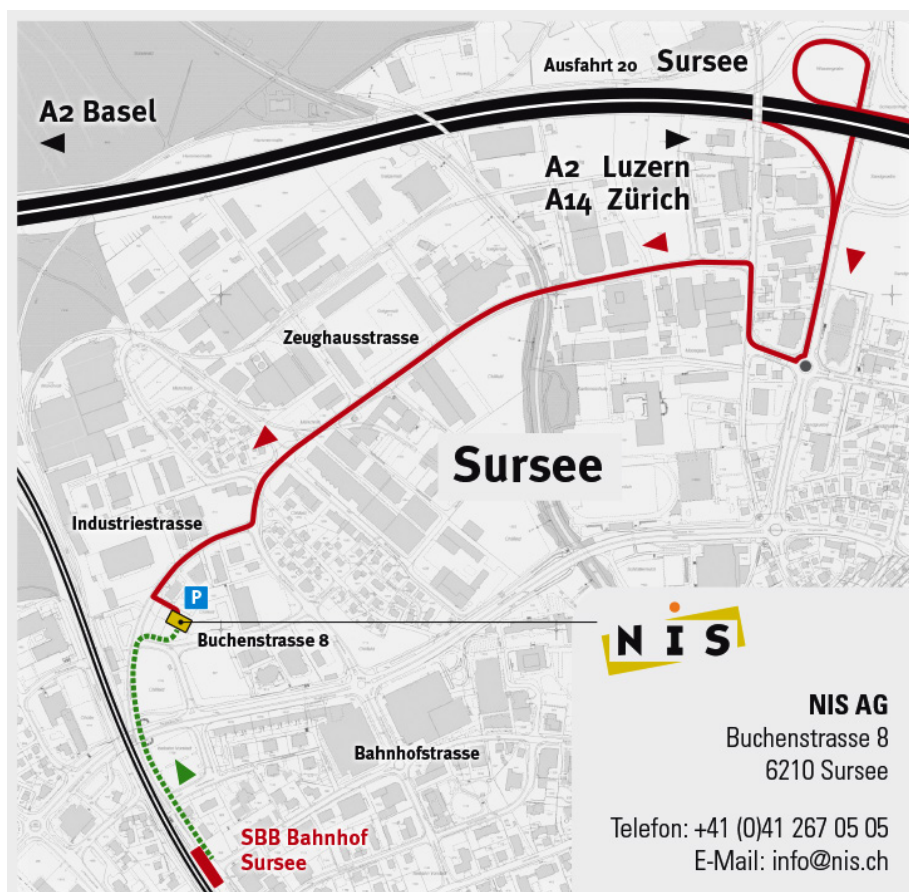 Ausfahrt 20 Sursee
A2 Basel
A2 Luzern
A14 Zürich
Zeughausstrasse
Sursee
Industriestrasse
P
Buchenstrasse 8
NIS
NIS AG
Buchenstrasse 8
6210 Sursee
Bahnhofstrasse
Telefon: +41 (0)41 267 05 05
E-Mail: info@nis.ch
SBB Bahnhof
Sursee